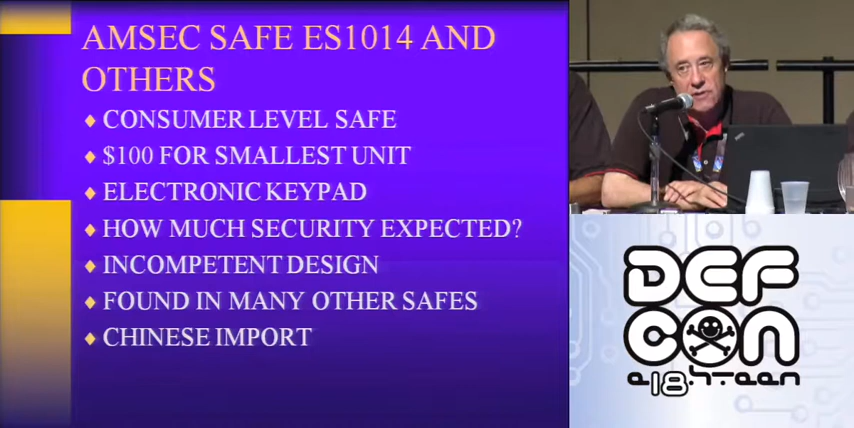 AMSEC SAFE ES1014 AND
OTHERS
CONSUMER LEVEL SAFE
$100 FOR SMALLEST UNIT
ELECTRONIC KEYPAD
HOW MUCH SECURITY EXPECTED?
INCOMPETENT DESIGN
FOUND IN MANY OTHER SAFES
CHINESE IMPORT
DEF
CON
e18hteen